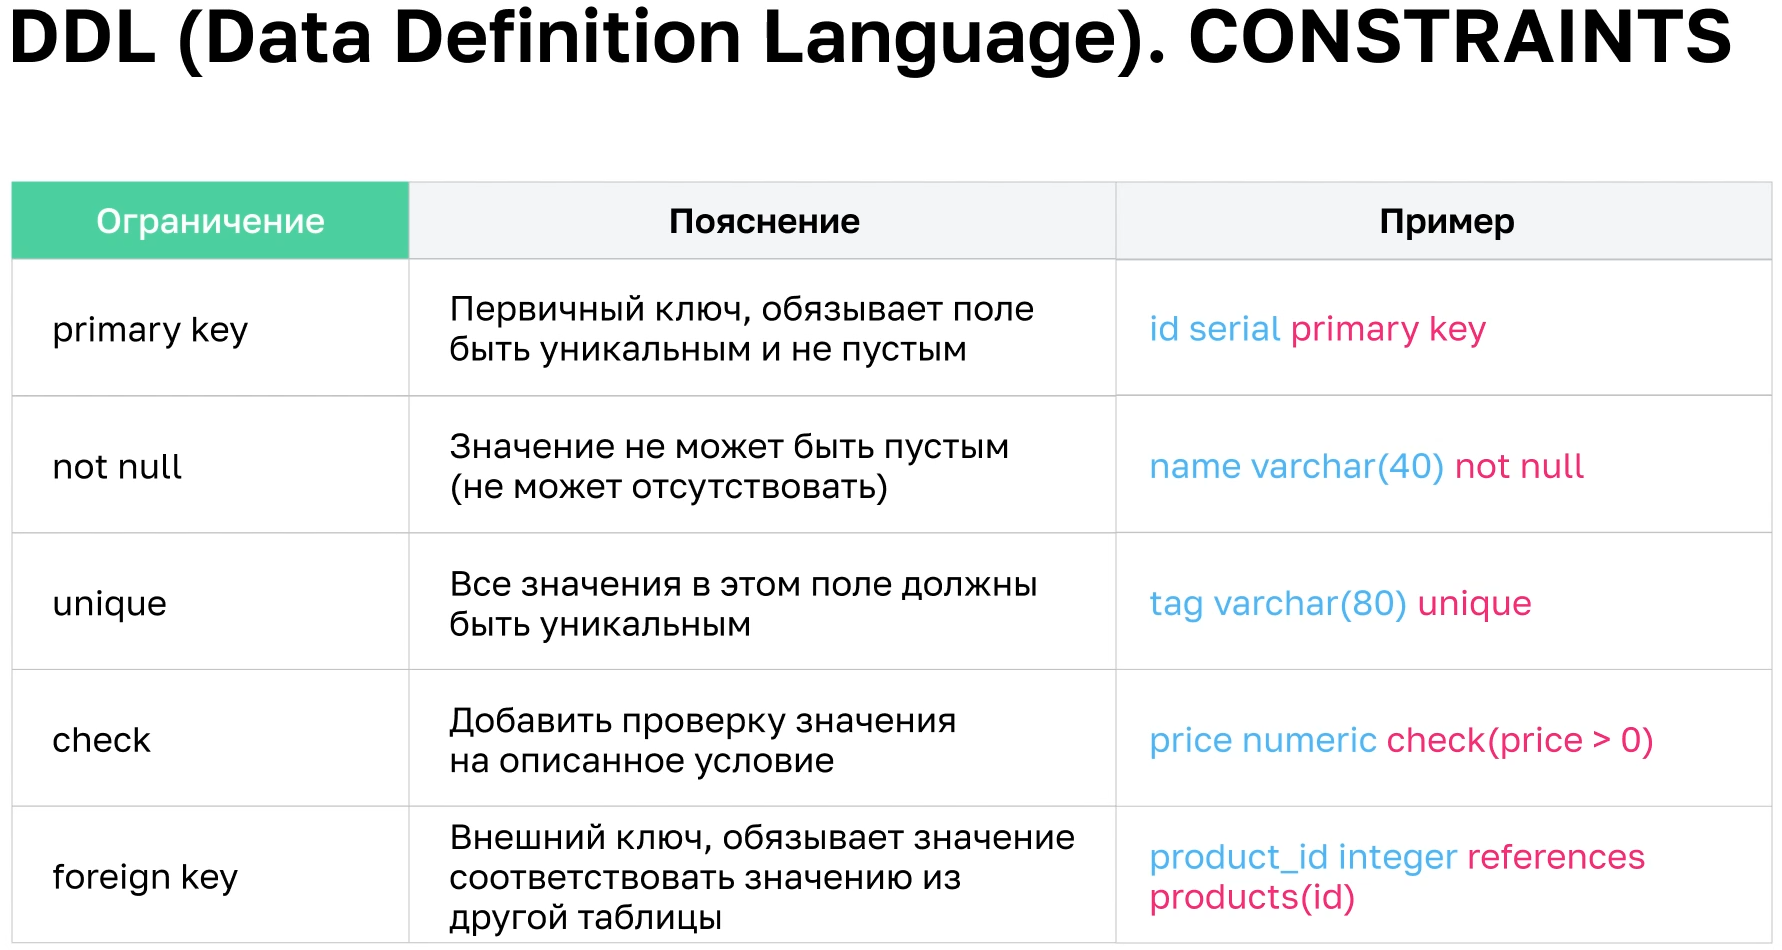 DDL (Data Definition Language). CONSTRAINTS
Ограничение
Пояснение
Пример
primary key
Первичный ключ, обязывает поле
быть уникальным и не пустым
id serial primary key
not null
Значение не может быть пустым
(не может отсутствовать)
name varchar(40) not null
unique
Все значения в этом поле должны
быть уникальным
tag varchar(80) unique
check
Добавить проверку значения
на описанное условие
price numeric check(price > 0)
foreign key
Внешний ключ, обязывает значение
соответствовать значению из
другой таблицы
product_id integer references
products(id)